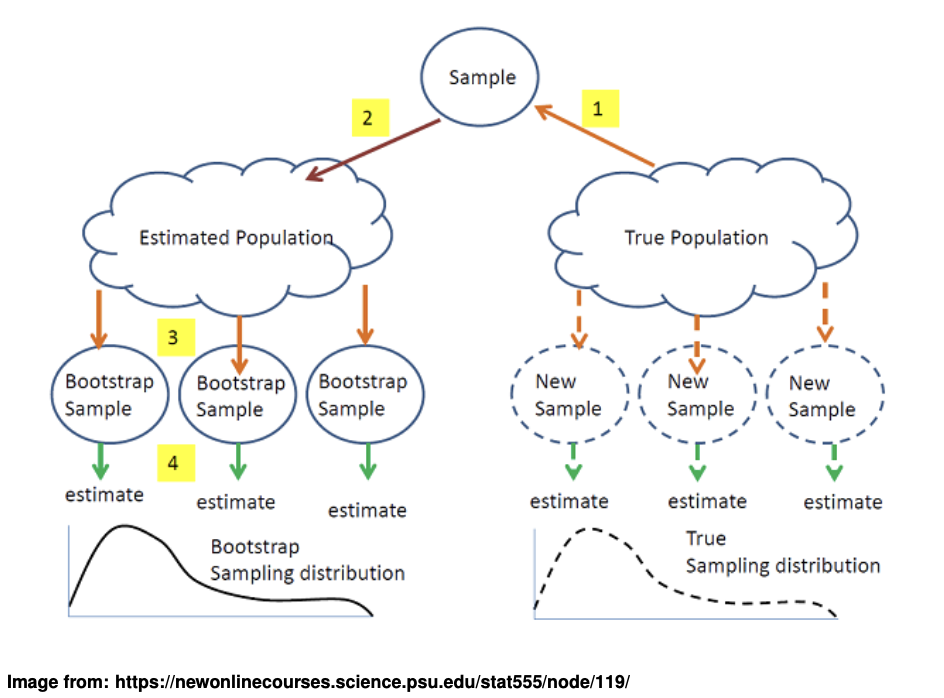 Sample
1
2
Estimated Population
True Population
3
Bootstrap
Sample
Bootstrap
Sample
Bootstrap
Sample
New
Sample
New
Sample
New
Sample
4
estimate
estimate
estimate
estimate
estimate
estimate
Bootstrap
Sampling distribution
True
Sampling distribution
Image from: https://newonlinecourses.science.psu.edu/stat555/node/119/